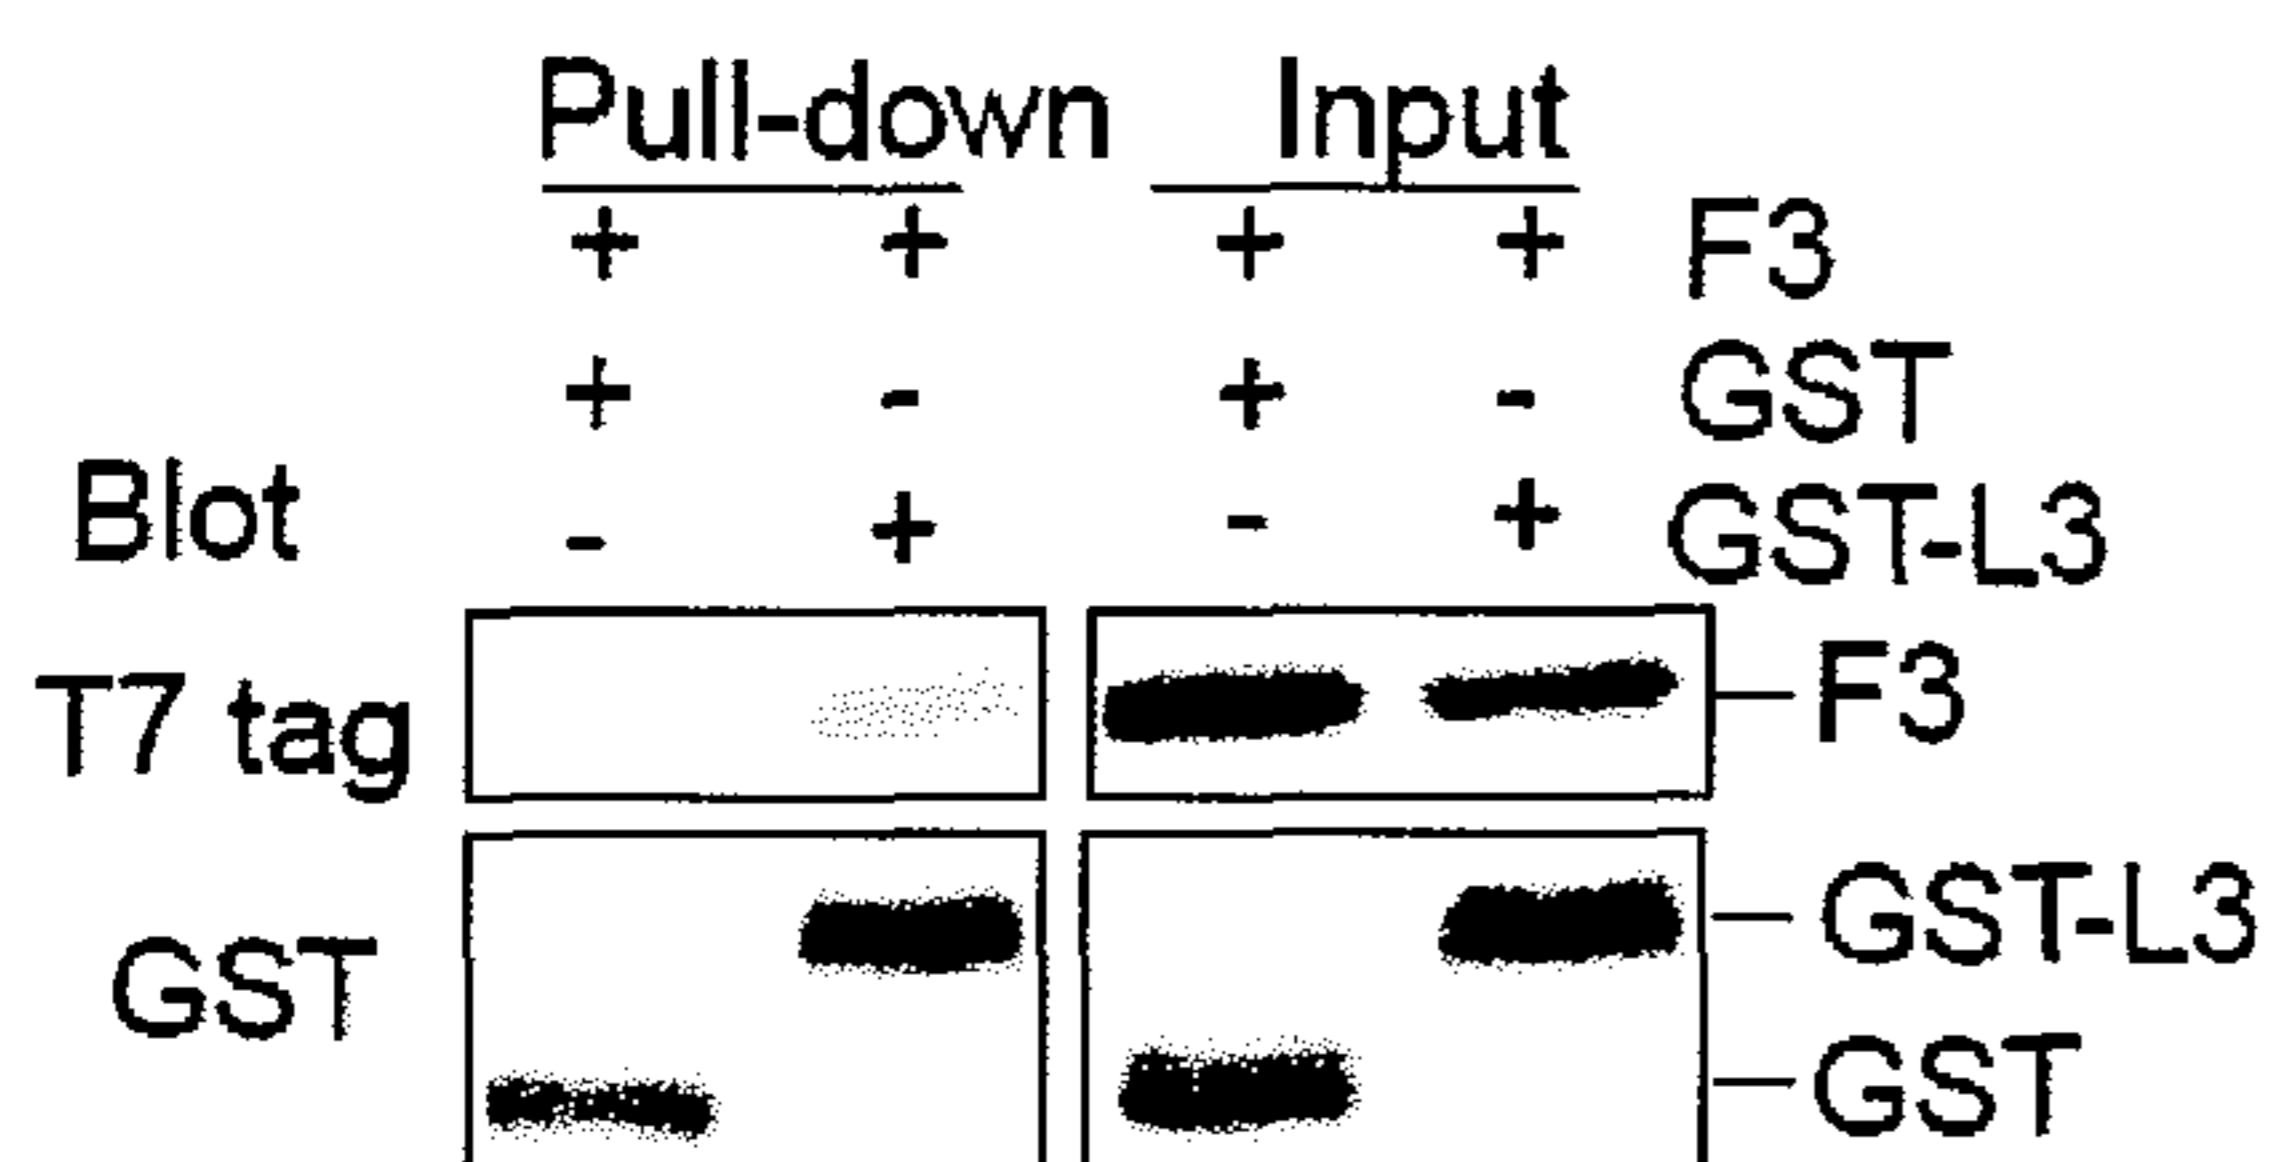 Pull-down Input
+ + + + F3
+ - + - GST
Blot - + - + GST-L3
T7 tag F3
GST-L3
GST
GST